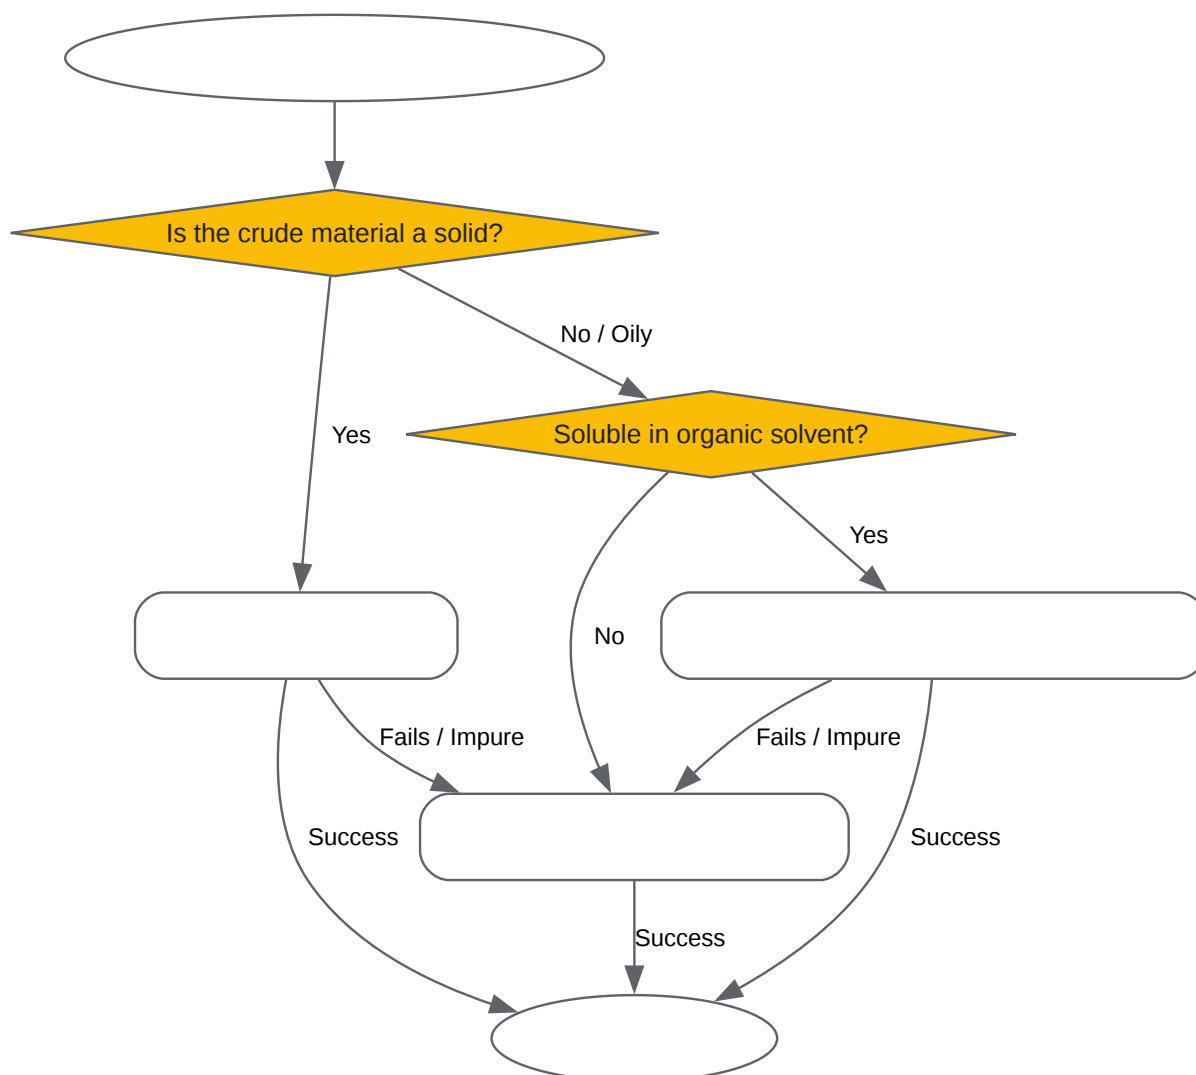 Is the crude material a solid?
No / Oily
Yes
Soluble in organic solvent?
Yes
No
Fails / Impure
Fails / Impure
Success
Success
Success